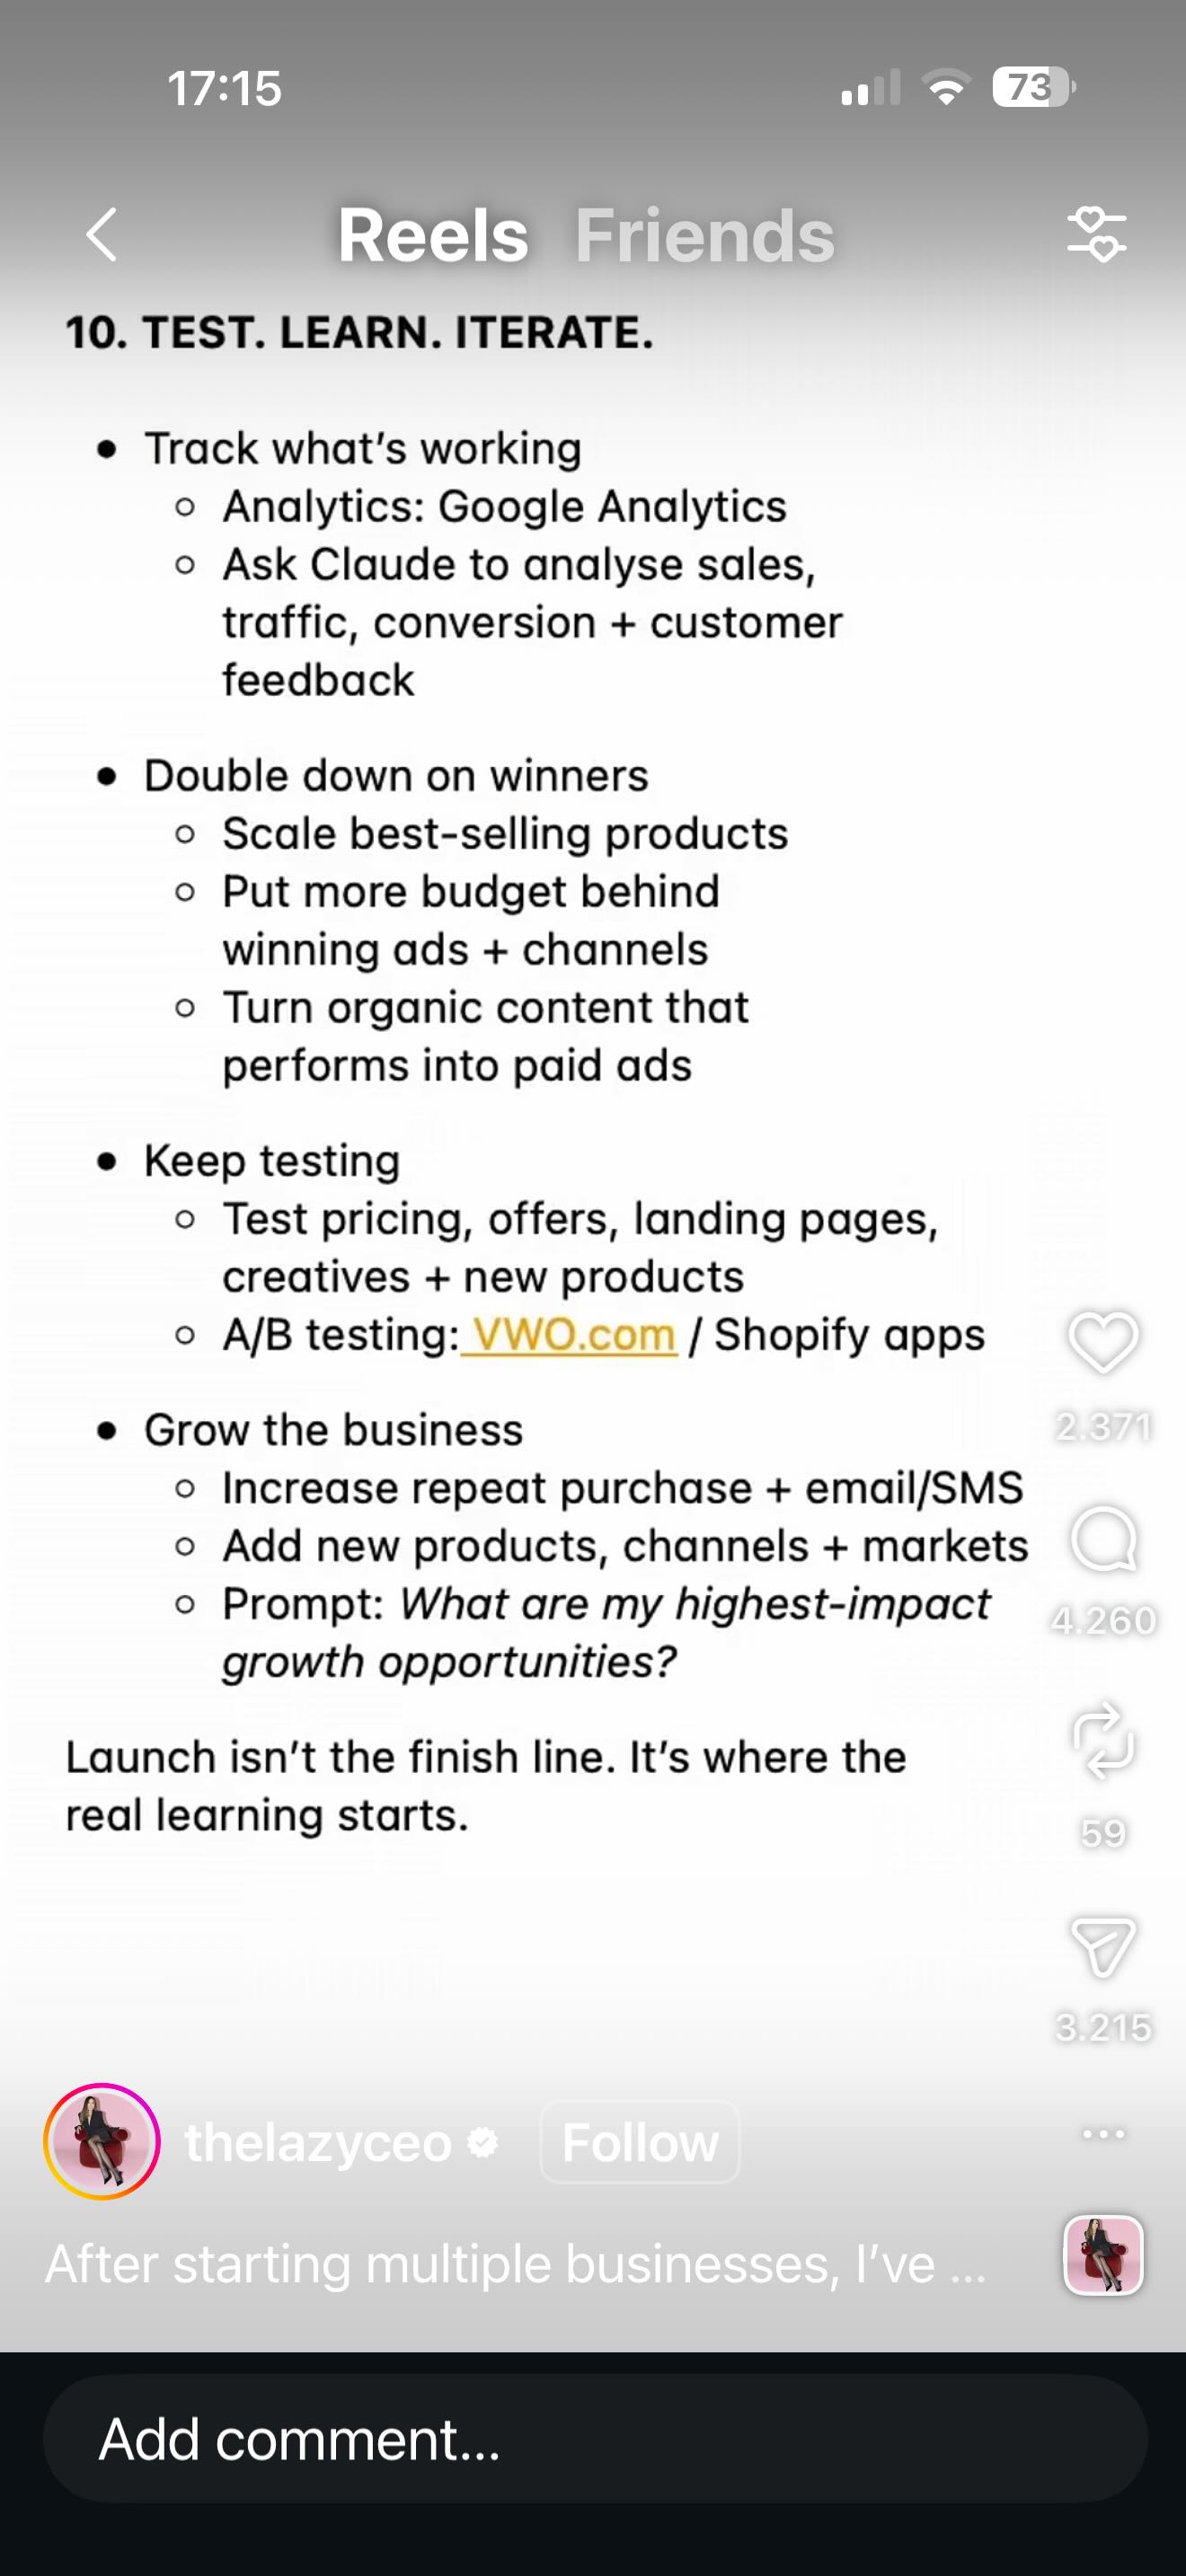 17:15
73
Reels Friends
10. TEST. LEARN. ITERATE.
• Track what's working
○ Analytics: Google Analytics
○ Ask Claude to analyse sales,
traffic, conversion + customer
feedback
• Double down on winners
○ Scale best-selling products
○ Put more budget behind
winning ads + channels
○ Turn organic content that
performs into paid ads
• Keep testing
○ Test pricing, offers, landing pages,
creatives + new products
○ A/B testing: VWO.com / Shopify apps
• Grow the business
○ Increase repeat purchase + email/SMS
○ Add new products, channels + markets
○ Prompt: What are my highest-impact
growth opportunities?
Launch isn't the finish line. It's where the
real learning starts.
2.371
4.260
59
3.215
thelazyceo Follow
After starting multiple businesses, I've ...
Add comment...